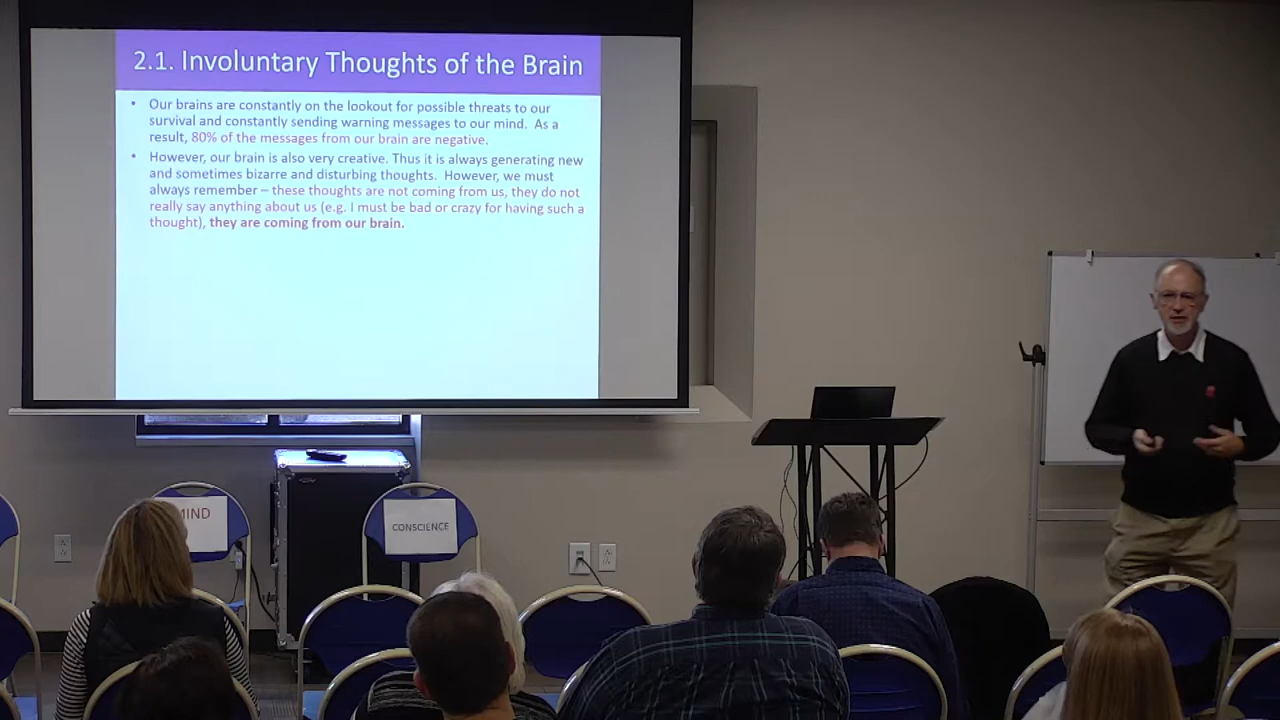 2.1. Involuntary Thoughts of the Brain
• Our brains are constantly on the lookout for possible threats to our
survival and constantly sending warning messages to our mind.  As a
result, 80% of the messages from our brain are negative.
• However, our brain is also very creative. Thus it is always generating new
and sometimes bizarre and disturbing thoughts.  However, we must
always remember – these thoughts are not coming from us, they do not
really say anything about us (e.g. I must be bad or crazy for having such a
thought), they are coming from our brain.
MIND
CONSCIENCE